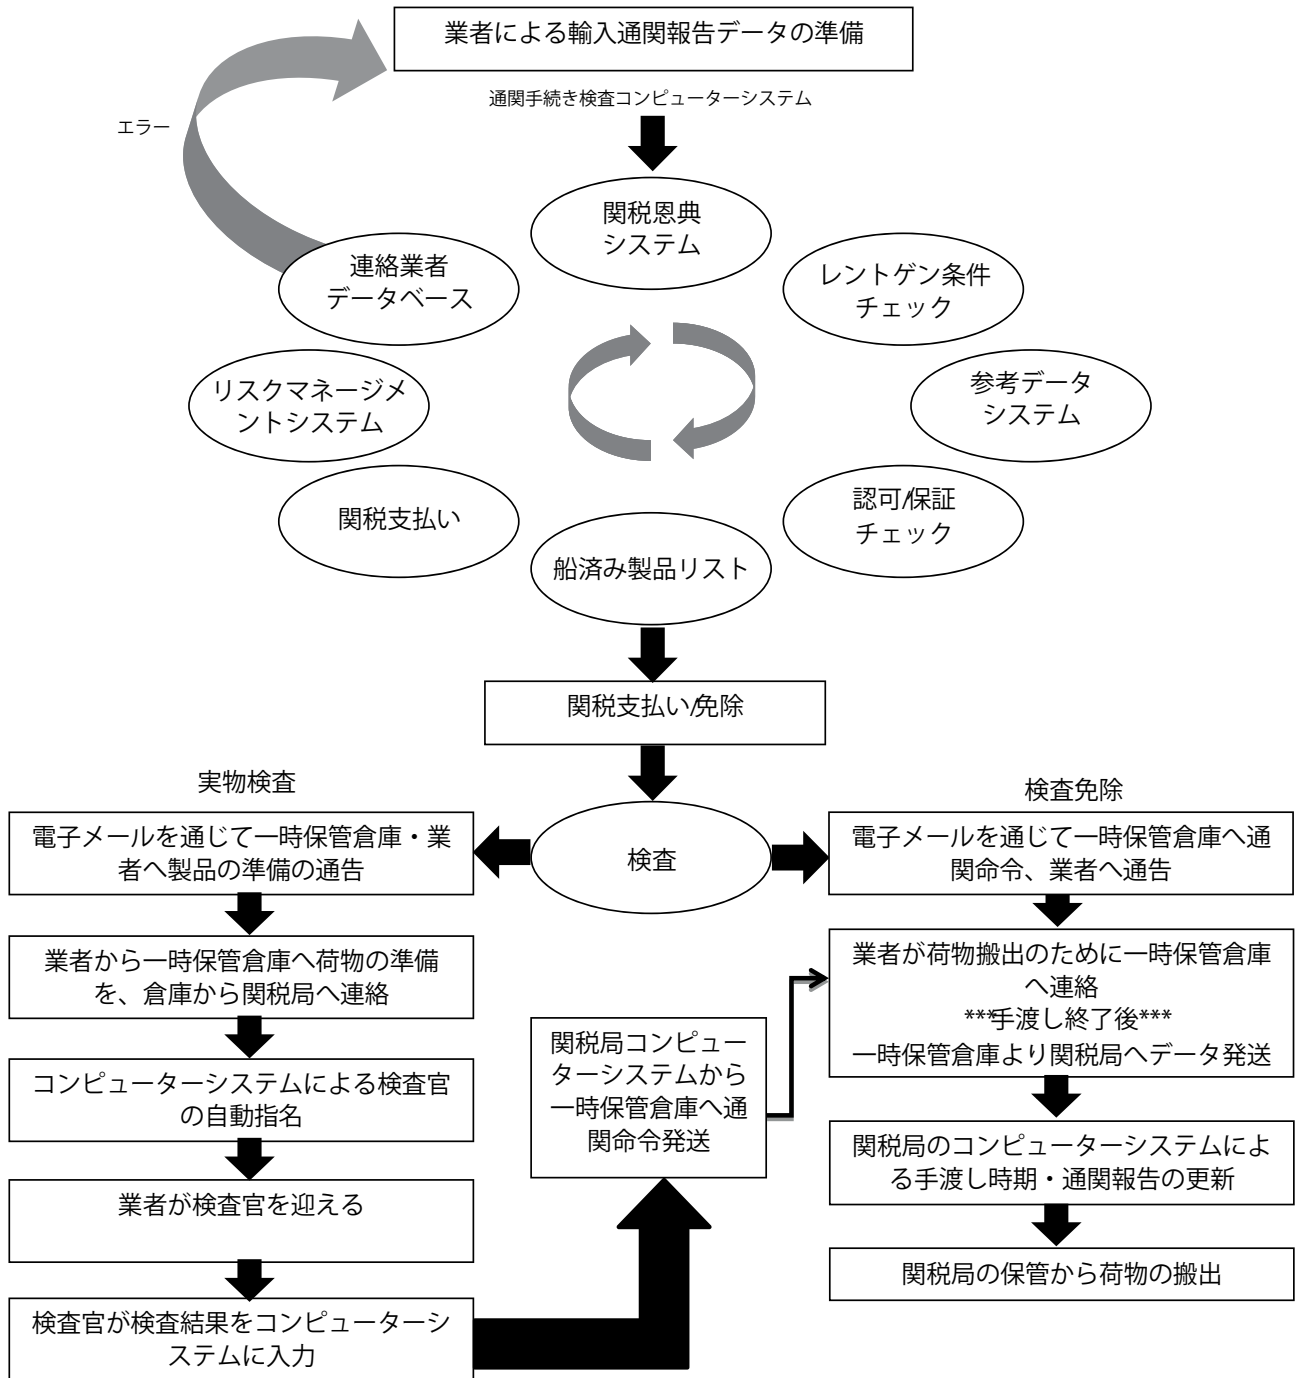 業者による輸入通関報告データの準備
通関手続き検査コンピューターシステム
エラー
関税恩典
システム
連絡業者
データベース
レントゲン条件
チェック
リスクマネージメ
ントシステム
参考データ
システム
関税支払い
認可/保証
チェック
船済み製品リスト
関税支払い/免除
実物検査
検査免除
検査
電子メールを通じて一時保管倉庫・業
者へ製品の準備の通告
業者から一時保管倉庫へ荷物の準備
を、倉庫から関税局へ連絡
コンピューターシステムによる検査官
の自動指名
業者が検査官を迎える
検査官が検査結果をコンピューターシ
ステムに入力
関税局コンピュー
ターシステムから
一時保管倉庫へ通
関命令発送
電子メールを通じて一時保管倉庫へ通
関命令、業者へ通告
業者が荷物搬出のために一時保管倉庫
へ連絡
***手渡し終了後***
一時保管倉庫より関税局へデータ発送
関税局のコンピューターシステムによ
る手渡し時期・通関報告の更新
関税局の保管から荷物の搬出